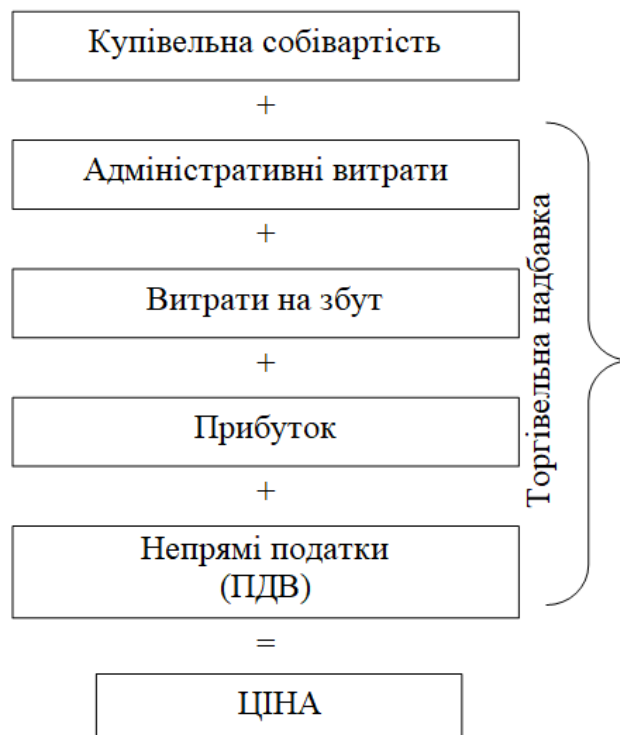 Купівельна собівартість
+
Адміністративні витрати
+
Витрати на збут
+
Прибуток
+
Непрямі податки
(ПДВ)
=
ЦІНА
Торгівельна надбавка